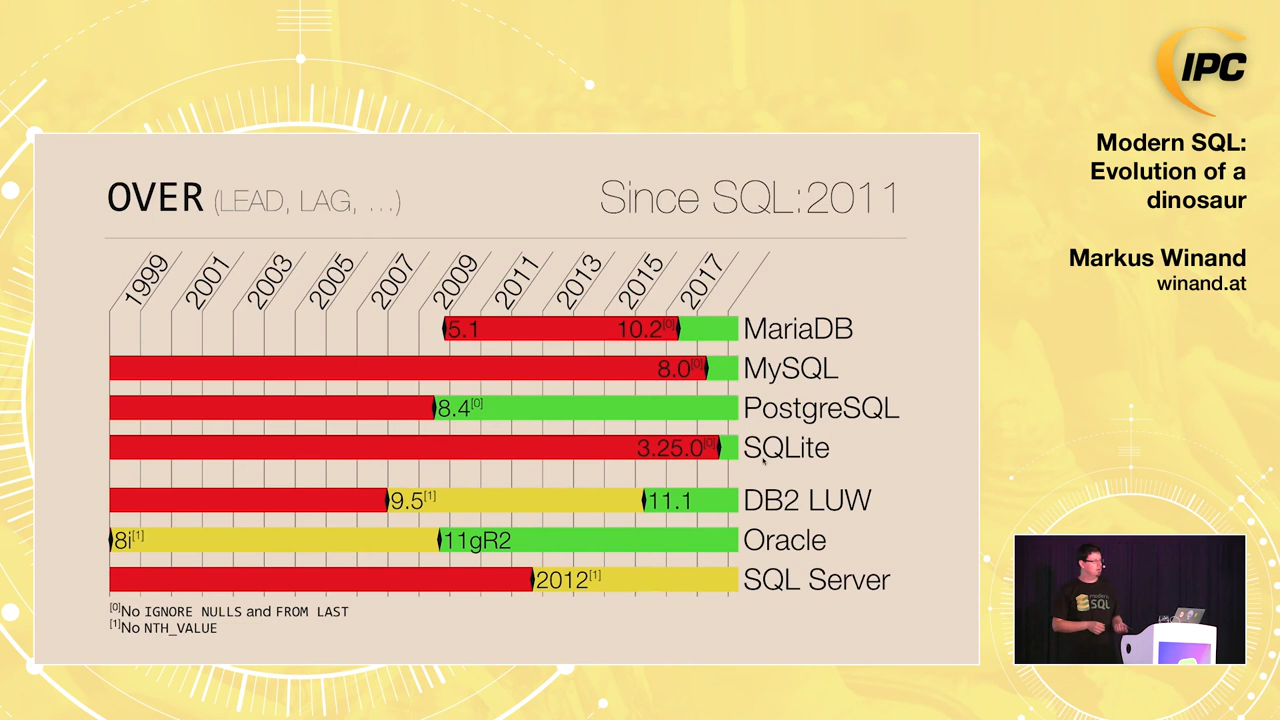 IPC
Modern SQL:
Evolution of a
dinosaur
Markus Winand
winand.at
OVER (LEAD, LAG, …) Since SQL:2011
1999 2001 2003 2005 2007 2009 2011 2013 2015 2017
5.1 10.2[0] MariaDB
8.0[0] MySQL
8.4[0] PostgreSQL
3.25.0[0] SQLite
9.5[1] 11.1 DB2 LUW
8i[1] 11gR2 Oracle
2012[1] SQL Server
[0]No IGNORE NULLS and FROM LAST
[1]No NTH_VALUE
modern
SQL